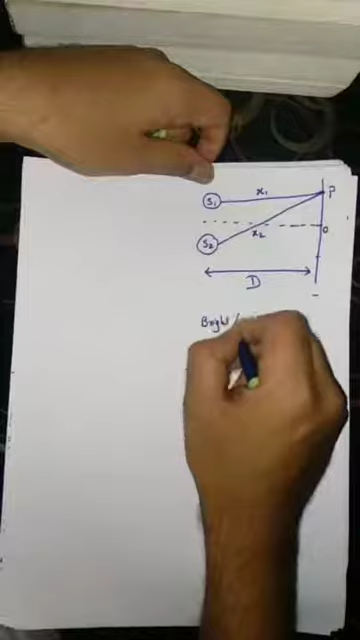 S₁ x₁ P
x₂ O
S₂
D
Bright